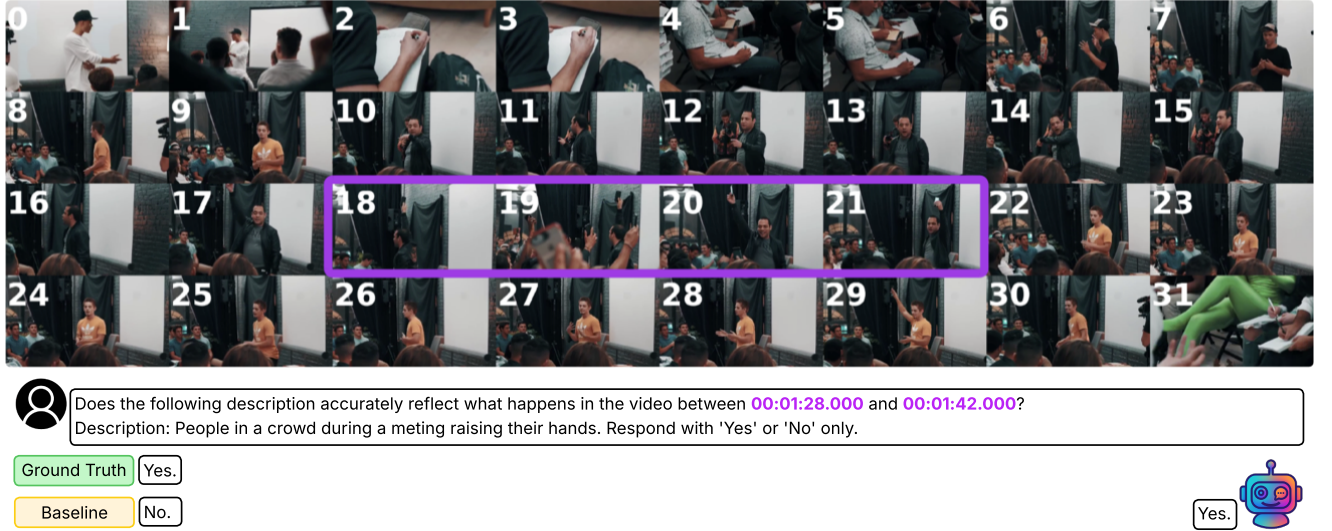 0 1 2 3 4 5 6 7
8 9 10 11 12 13 14 15
16 17 18 19 20 21 22 23
24 25 26 27 28 29 30 31
Does the following description accurately reflect what happens in the video between 00:01:28.000 and 00:01:42.000?
Description: People in a crowd during a meting raising their hands. Respond with 'Yes' or 'No' only.
Ground Truth Yes.
Baseline No. Yes.